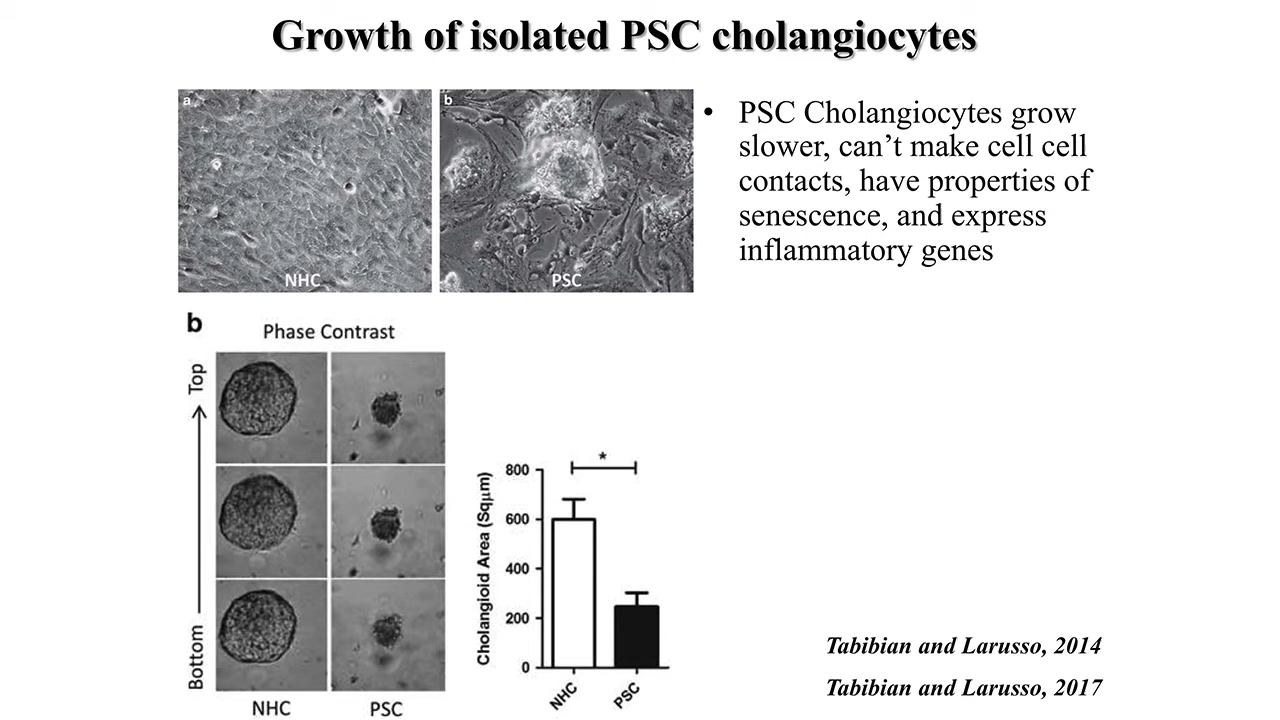 Growth of isolated PSC cholangiocytes
a
NHC
b
PSC
• PSC Cholangiocytes grow
slower, can’t make cell cell
contacts, have properties of
senescence, and express
inflammatory genes
b
Phase Contrast
Top
Bottom
NHC
PSC
Cholangioid Area (Sqμm)
800
600
400
200
0
*
NHC
PSC
Tabibian and Larusso, 2014
Tabibian and Larusso, 2017